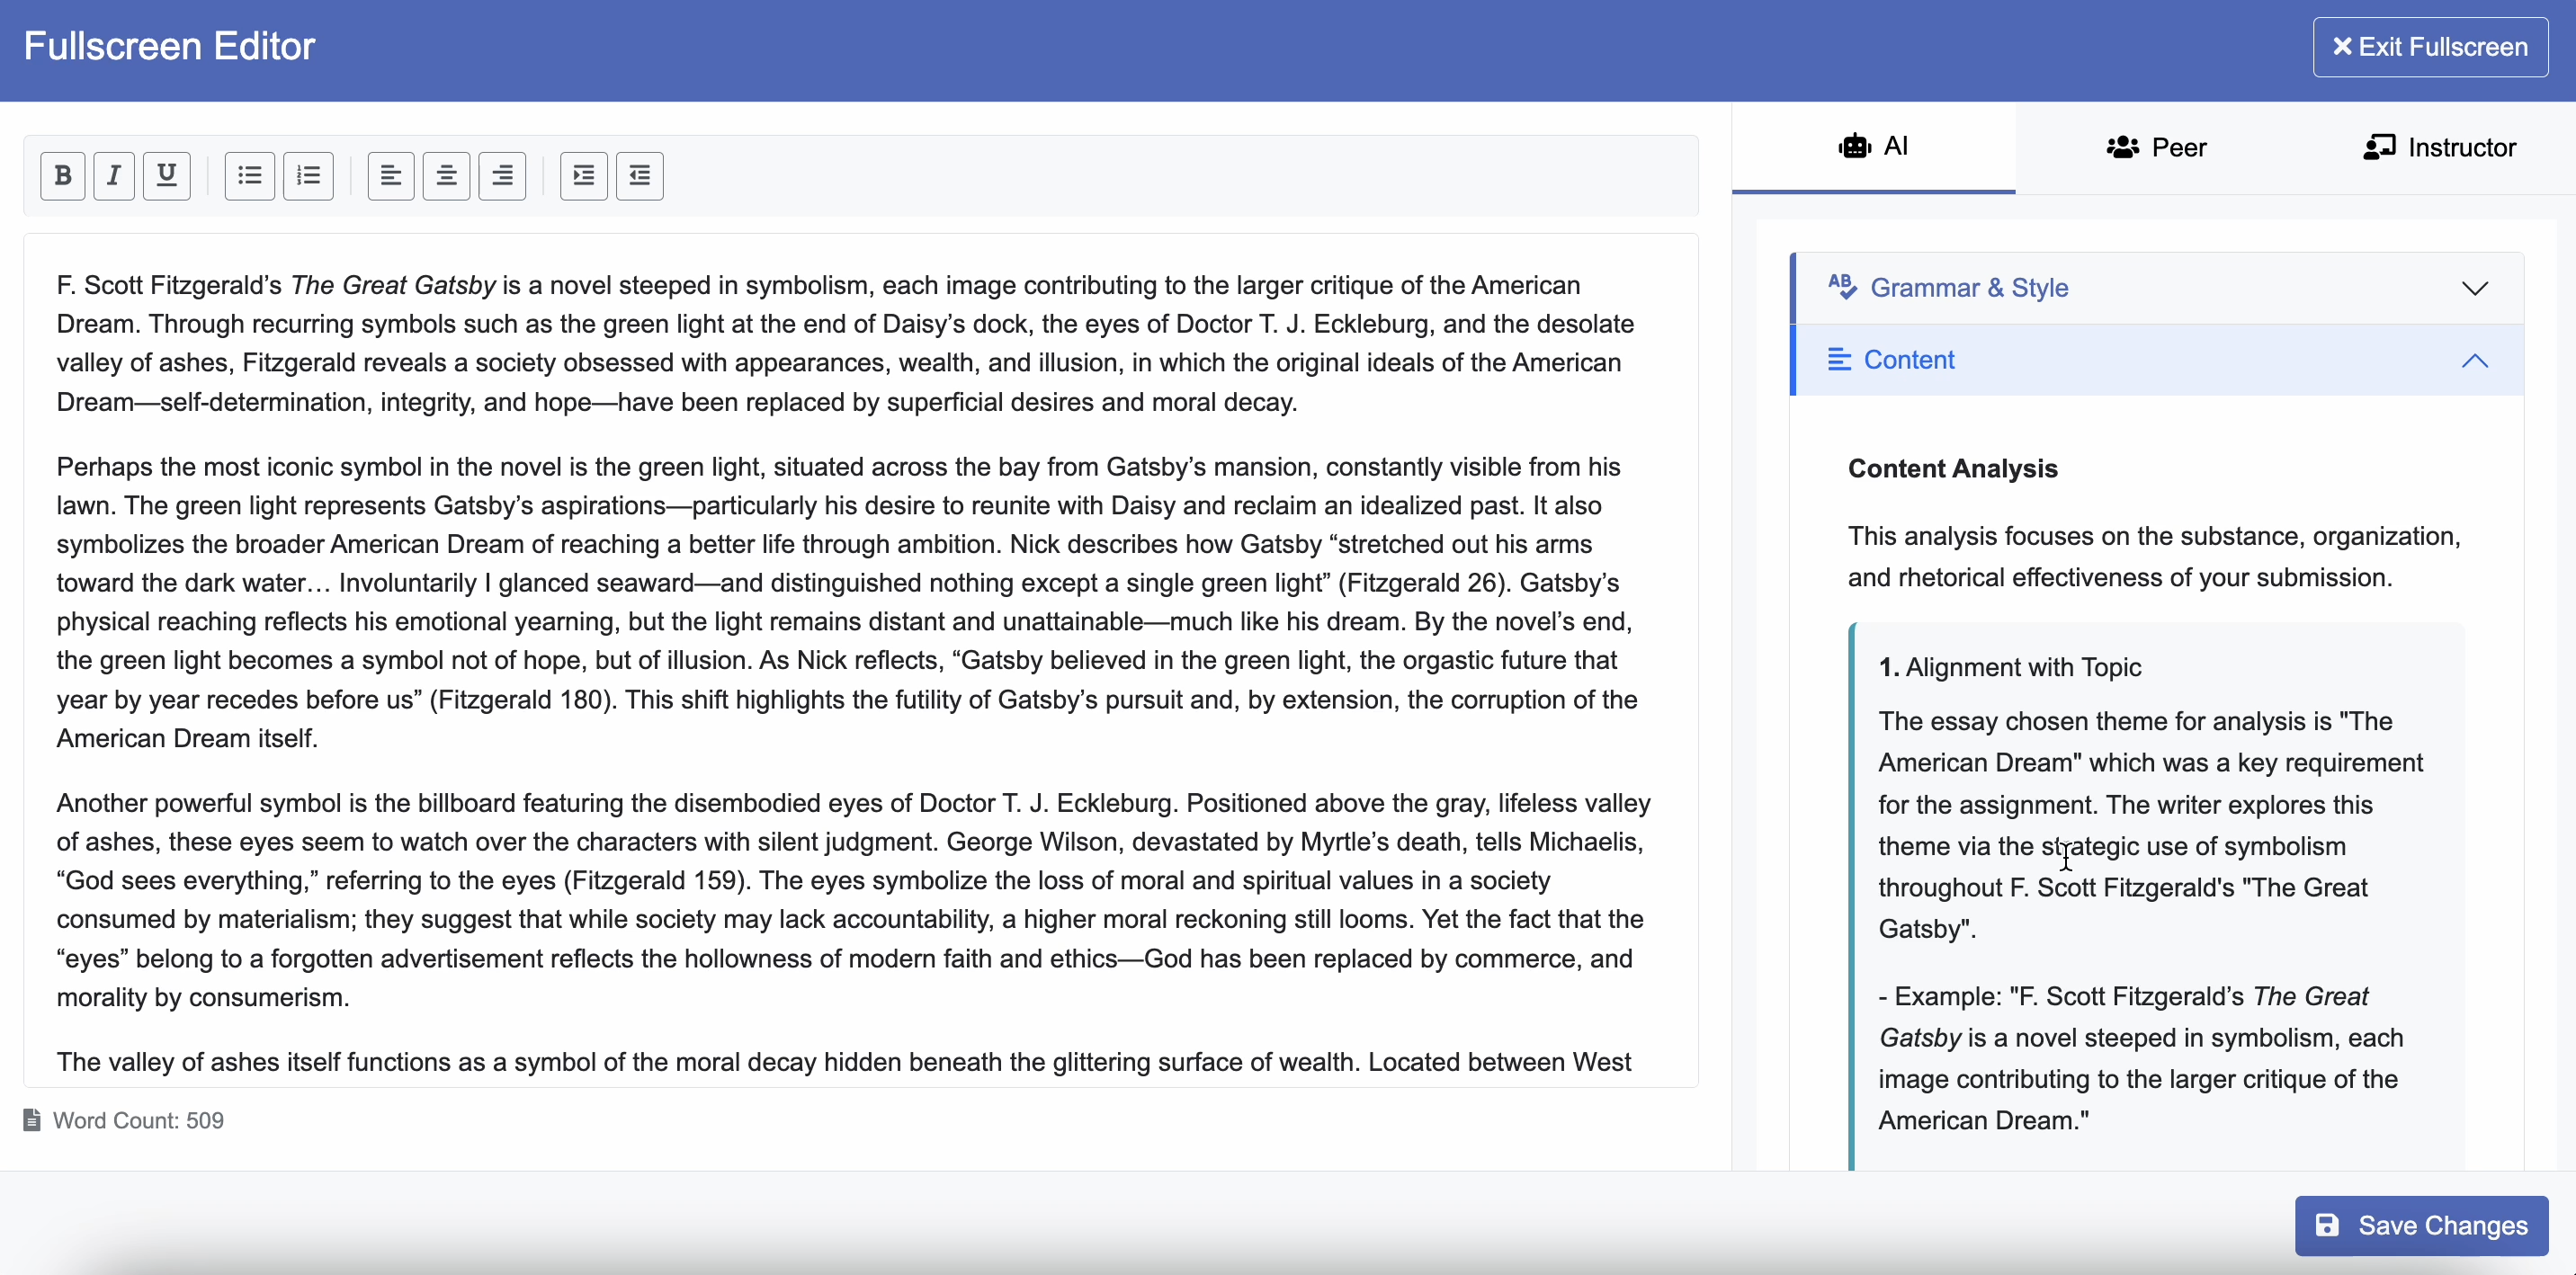 Fullscreen Editor
Exit Fullscreen
B I U
F. Scott Fitzgerald’s The Great Gatsby is a novel steeped in symbolism, each image contributing to the larger critique of the American
Dream. Through recurring symbols such as the green light at the end of Daisy’s dock, the eyes of Doctor T. J. Eckleburg, and the desolate
valley of ashes, Fitzgerald reveals a society obsessed with appearances, wealth, and illusion, in which the original ideals of the American
Dream—self-determination, integrity, and hope—have been replaced by superficial desires and moral decay.
Perhaps the most iconic symbol in the novel is the green light, situated across the bay from Gatsby’s mansion, constantly visible from his
lawn. The green light represents Gatsby’s aspirations—particularly his desire to reunite with Daisy and reclaim an idealized past. It also
symbolizes the broader American Dream of reaching a better life through ambition. Nick describes how Gatsby “stretched out his arms
toward the dark water… Involuntarily I glanced seaward—and distinguished nothing except a single green light” (Fitzgerald 26). Gatsby’s
physical reaching reflects his emotional yearning, but the light remains distant and unattainable—much like his dream. By the novel’s end,
the green light becomes a symbol not of hope, but of illusion. As Nick reflects, “Gatsby believed in the green light, the orgastic future that
year by year recedes before us” (Fitzgerald 180). This shift highlights the futility of Gatsby’s pursuit and, by extension, the corruption of the
American Dream itself.
Another powerful symbol is the billboard featuring the disembodied eyes of Doctor T. J. Eckleburg. Positioned above the gray, lifeless valley
of ashes, these eyes seem to watch over the characters with silent judgment. George Wilson, devastated by Myrtle’s death, tells Michaelis,
“God sees everything,” referring to the eyes (Fitzgerald 159). The eyes symbolize the loss of moral and spiritual values in a society
consumed by materialism; they suggest that while society may lack accountability, a higher moral reckoning still looms. Yet the fact that the
“eyes” belong to a forgotten advertisement reflects the hollowness of modern faith and ethics—God has been replaced by commerce, and
morality by consumerism.
The valley of ashes itself functions as a symbol of the moral decay hidden beneath the glittering surface of wealth. Located between West
Word Count: 509
AI
Peer
Instructor
Grammar & Style
Content
Content Analysis
This analysis focuses on the substance, organization,
and rhetorical effectiveness of your submission.
1. Alignment with Topic
The essay chosen theme for analysis is "The
American Dream" which was a key requirement
for the assignment. The writer explores this
theme via the strategic use of symbolism
throughout F. Scott Fitzgerald's "The Great
Gatsby".
- Example: "F. Scott Fitzgerald’s The Great
Gatsby is a novel steeped in symbolism, each
image contributing to the larger critique of the
American Dream."
Save Changes